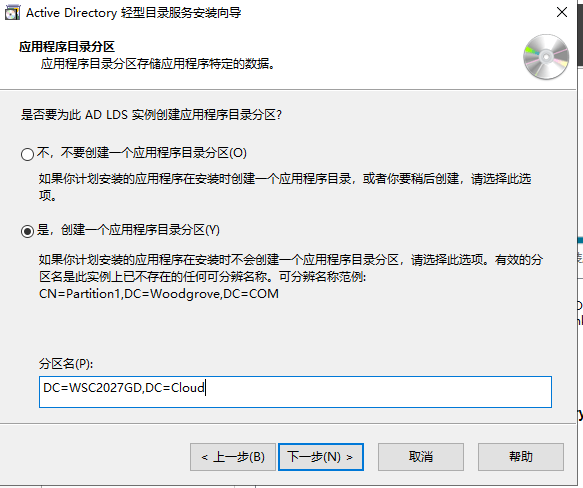 Active Directory 轻型目录服务安装向导
应用程序目录分区
应用程序目录分区存储应用程序特定的数据。
是否要为此 AD LDS 实例创建应用程序目录分区?
不，不要创建一个应用程序目录分区(O)
如果你计划安装的应用程序在安装时创建一个应用程序目录，或者你要稍后创建，请选择此选
项。
是，创建一个应用程序目录分区(Y)
如果你计划安装的应用程序在安装时不会创建一个应用程序目录分区，请选择此选项。有效的分
区名是此实例上已不存在的任何可分辨名称。可分辨名称范例:
CN=Partition1,DC=Woodgrove,DC=COM
分区名(P):
DC=WSC2027GD,DC=Cloud
< 上一步(B)
下一步(N) >
取消
帮助